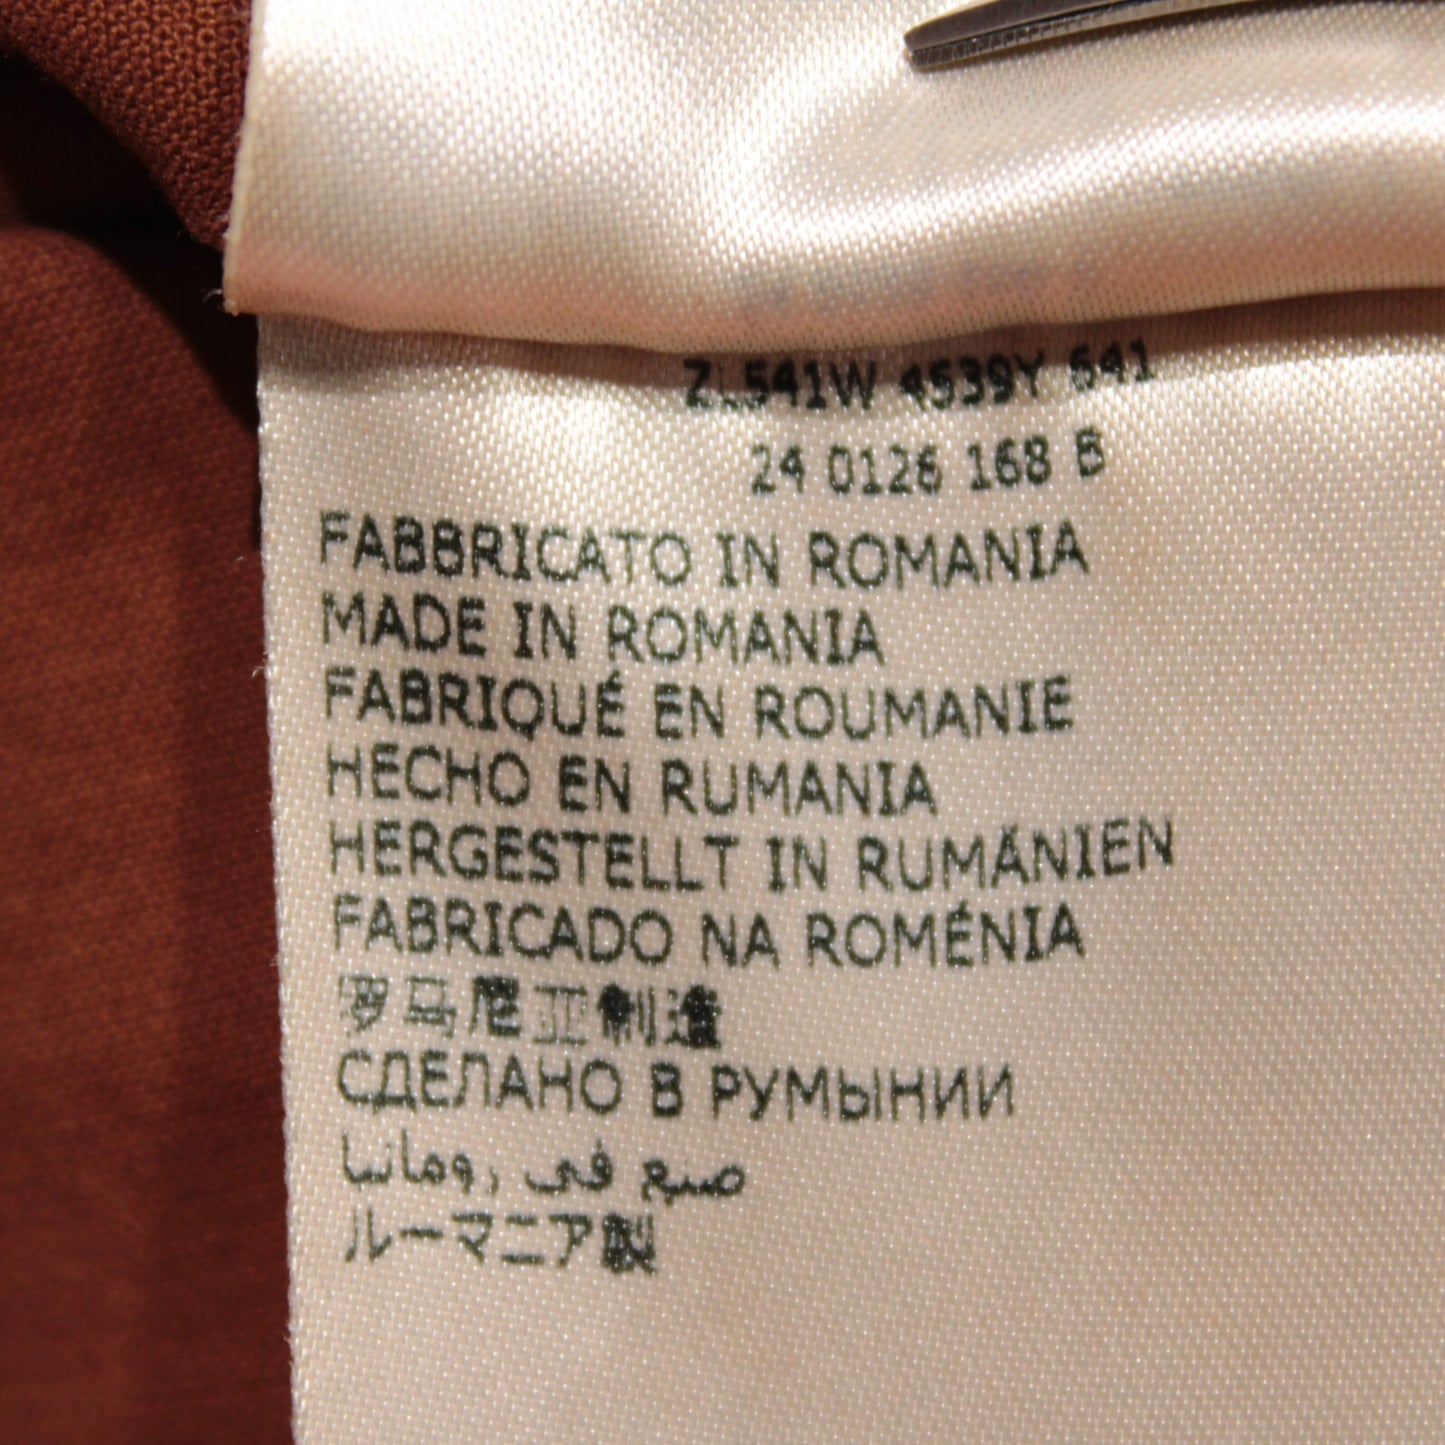 ZL541W 4539Y 641
24 0126 168 B
FABBRICATO IN ROMANIA
MADE IN ROMANIA
FABRIQUÉ EN ROUMANIE
HECHO EN RUMANIA
HERGESTELLT IN RUMÄNIEN
FABRICADO NA ROMÉNIA
罗马尼亚制造
СДЕЛАНО В РУМЫНИИ
صنع في رومانيا
ルーマニア製